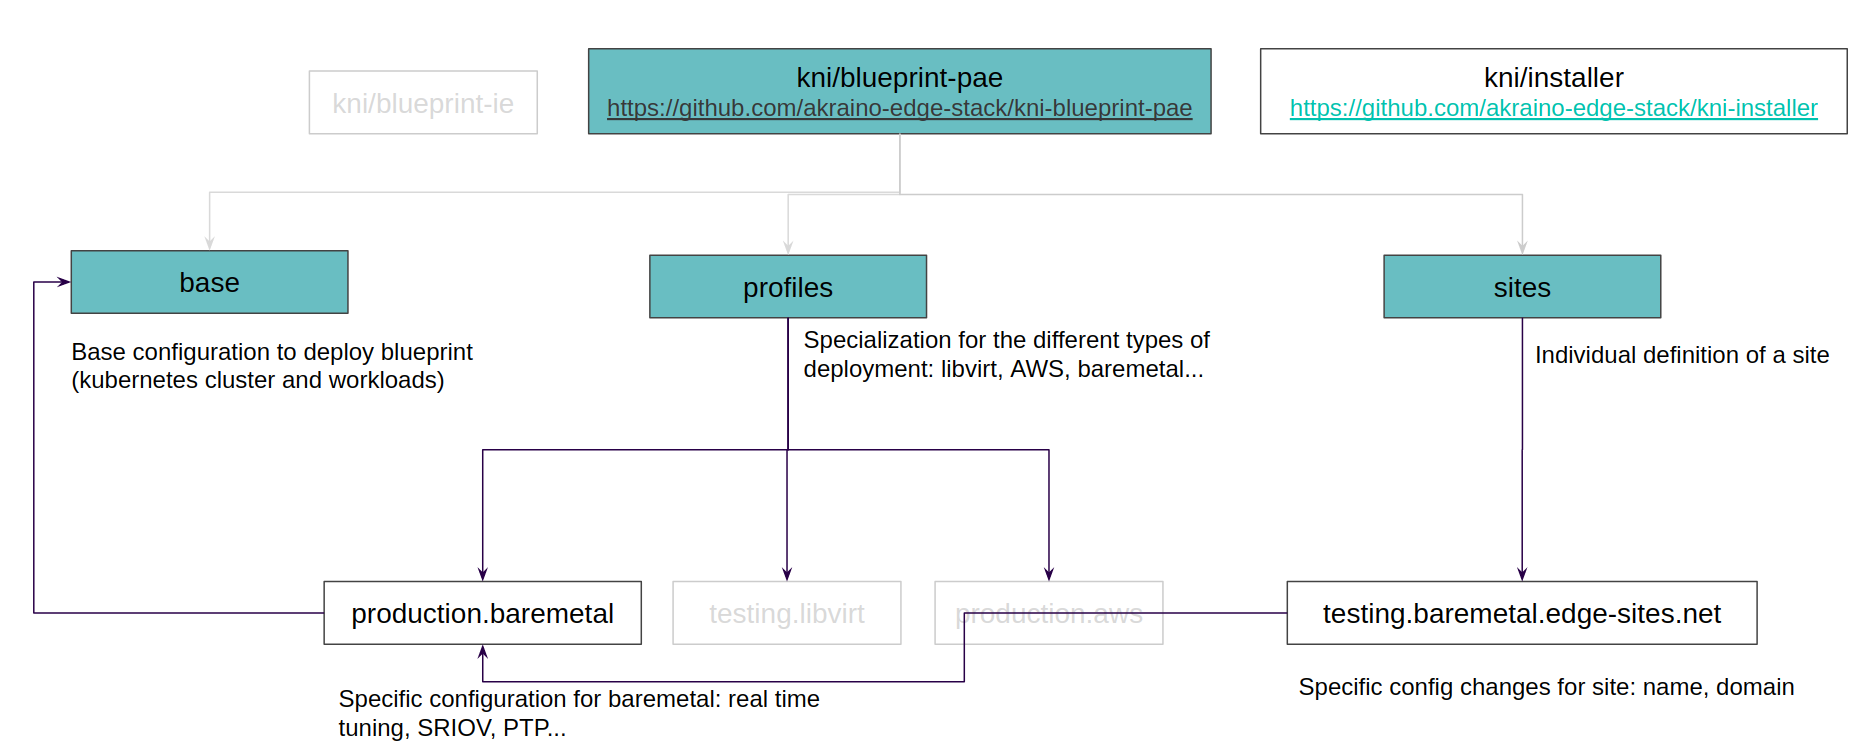 kni/blueprint-ie
kni/blueprint-pae
https://github.com/akraino-edge-stack/kni-blueprint-pae
kni/installer
https://github.com/akraino-edge-stack/kni-installer
base
profiles
sites
Base configuration to deploy blueprint
(kubernetes cluster and workloads)
Specialization for the different types of
deployment: libvirt, AWS, baremetal...
Individual definition of a site
production.baremetal
testing.libvirt
production.aws
testing.baremetal.edge-sites.net
Specific configuration for baremetal: real time
tuning, SRIOV, PTP...
Specific config changes for site: name, domain